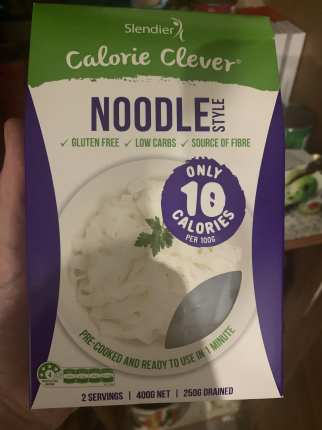 Slendier
Calorie Clever®
NOODLE STYLE
✓ GLUTEN FREE ✓ LOW CARBS ✓ SOURCE OF FIBRE
ONLY
10
CALORIES
PER 100G
PRE-COOKED AND READY TO USE IN 1 MINUTE
2 SERVINGS | 400G NET | 250G DRAINED